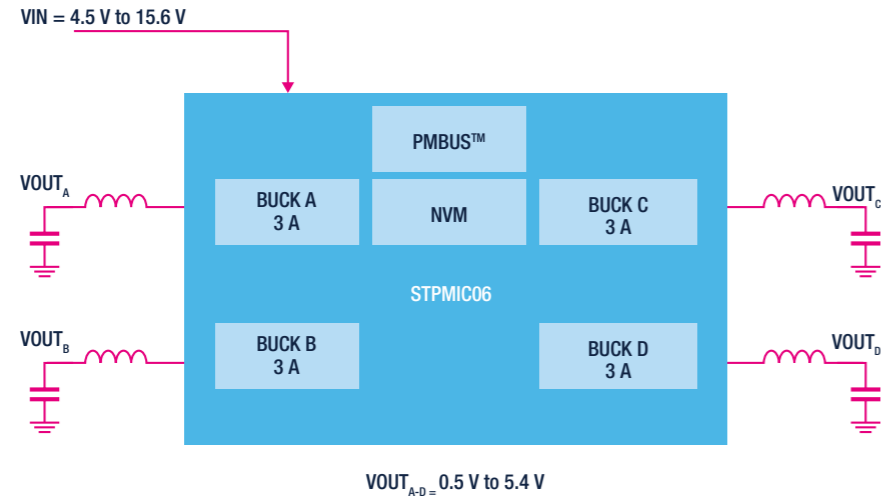 VIN = 4.5 V to 15.6 V
PMBUS™
VOUTA
BUCK A
3 A
NVM
BUCK C
3 A
VOUTC
STPMIC06
VOUTB
BUCK B
3 A
BUCK D
3 A
VOUTD
VOUTA-D = 0.5 V to 5.4 V